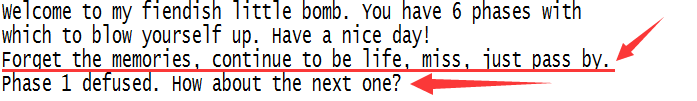 Welcome to my fiendish little bomb. You have 6 phases with
which to blow yourself up. Have a nice day!
Forget the memories, continue to be life, miss, just pass by.
Phase 1 defused. How about the next one?